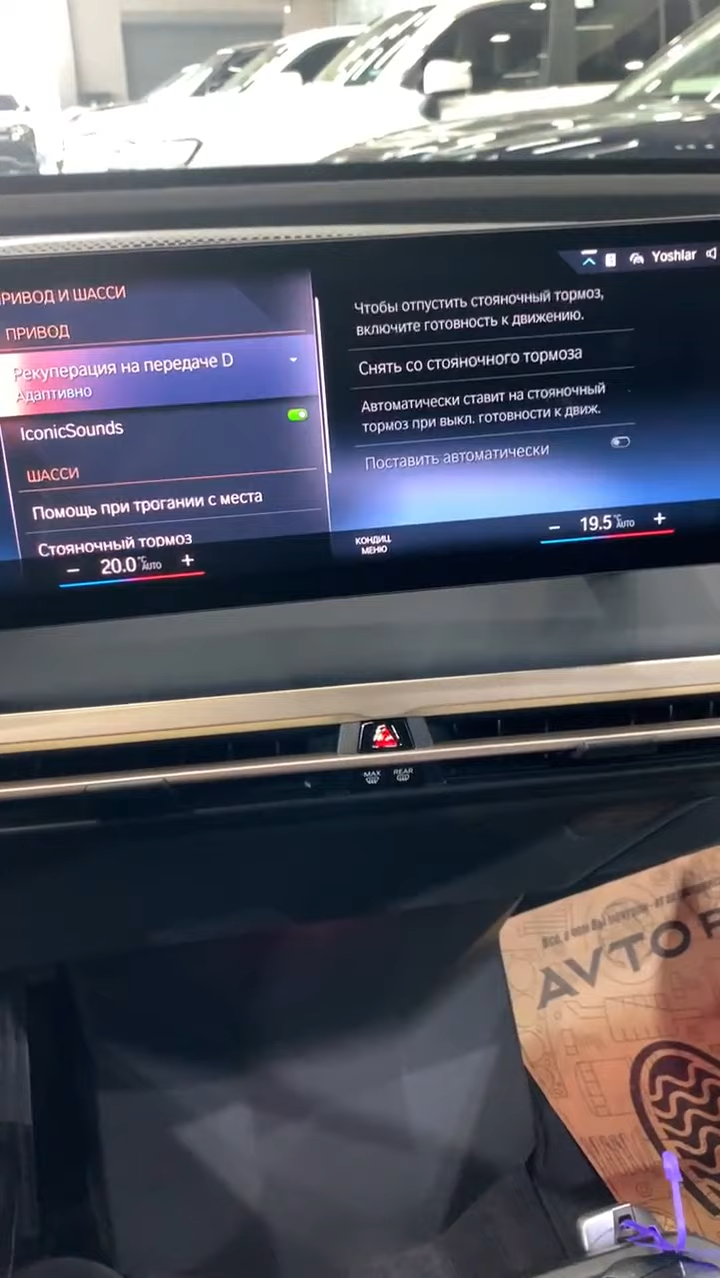 Yoshlar
РИВОД И ШАССИ
ПРИВОД
Рекуперация на передаче D
Адаптивно
IconicSounds
ШАССИ
Помощь при трогании с места
Стояночный тормоз
Чтобы отпустить стояночный тормоз,
включите готовность к движению.
Снять со стояночного тормоза
Автоматически ставит на стояночный
тормоз при выкл. готовности к движ.
Поставить автоматически
– 20.0 °C AUTO +
КОНДИЦ.
МЕНЮ
– 19.5 °C AUTO +
MAX REAR
AVTO